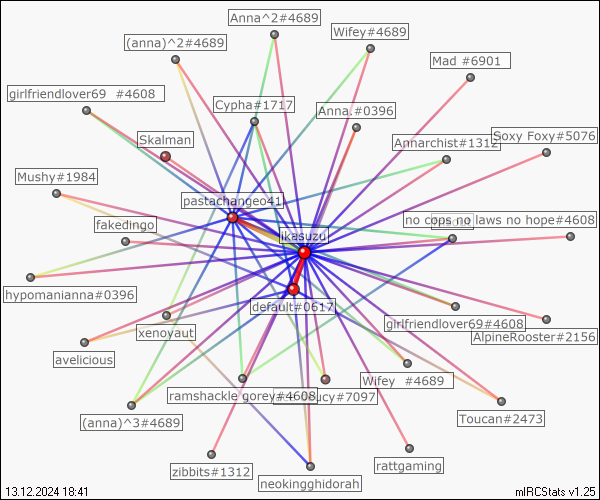 Anna^2#4689
Wifey#4689
(anna)^2#4689
Mad #6901
girlfriendlover69 #4608
Cypha#1717
Anna.#0396
Skalman
Annarchist#1312
Soxy Foxy#5076
Mushy#1984
pastachangeo41
fakedingo
ikasuzu
no cops no laws no hope#4608
hypomanianna#0396
default#0617
xenoyaut
girlfriendlover69#4608
AlpineRooster#2156
avelicious
ramshackle gorey#4608
ucy#7097
Wifey #4689
(anna)^3#4689
Toucan#2473
zibbits#1312
neokingghidorah
rattgaming
13.12.2024 18:41
mIRCStats v1.25